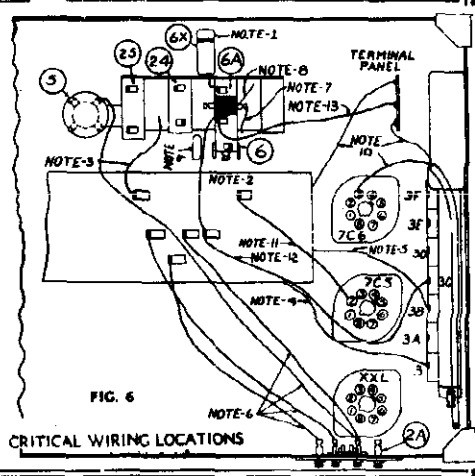 6X
NOTE-1
25
24
6A
NOTE-8
NOTE-7
TERMINAL
PANEL
5
NOTE-13
NOTE-3
NOTE
6
NOTE
10
NOTE-2
3F
7C6
3E
NOTE-11
NOTE-5
3D
NOTE-12
3C
7C5
NOTE-4
3B
3A
3
XXL
FIG. 6
NOTE-6
2A
CRITICAL WIRING LOCATIONS